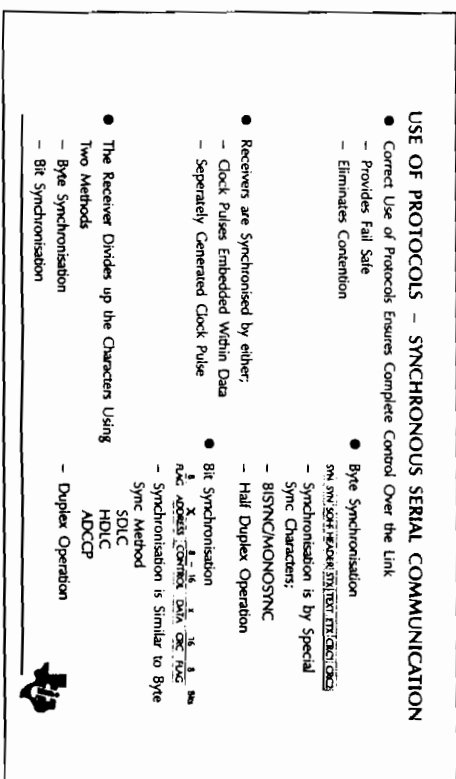 USE OF PROTOCOLS – SYNCHRONOUS SERIAL COMMUNICATION
● Correct Use of Protocols Ensures Complete Control Over the Link
– Provides Fail Safe
– Eliminates Contention
● Receivers are Synchronised by either;
– Clock Pulses Embedded Within Data
– Seperately Generated Clock Pulse
● The Receiver Divides up the Characters Using
Two Methods
– Byte Synchronisation
– Bit Synchronisation
● Byte Synchronisation
SYN SYN SOH HEADER STX TEXT ETX CRC1 CRC2
– Synchronisation is by Special
Sync Characters;
– BISYNC/MONOSYNC
– Half Duplex Operation
● Bit Synchronisation
8 X 8 – 16 x 16 8 Bits
FLAG ADDRESS CONTROL DATA CRC FLAG
– Synchronisation is Similar to Byte
Sync Method
SDLC
HDLC
ADCCP
– Duplex Operation